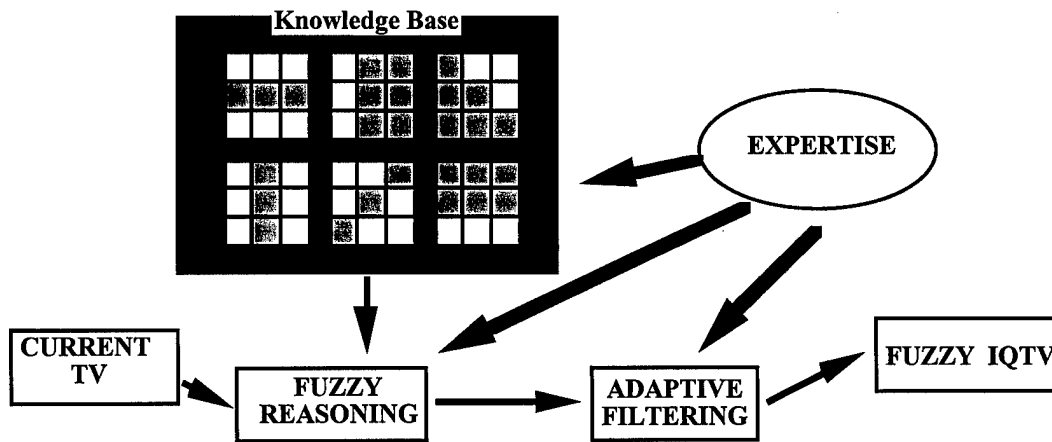 Knowledge Base
EXPERTISE
CURRENT
TV
FUZZY
REASONING
ADAPTIVE
FILTERING
FUZZY IQTV